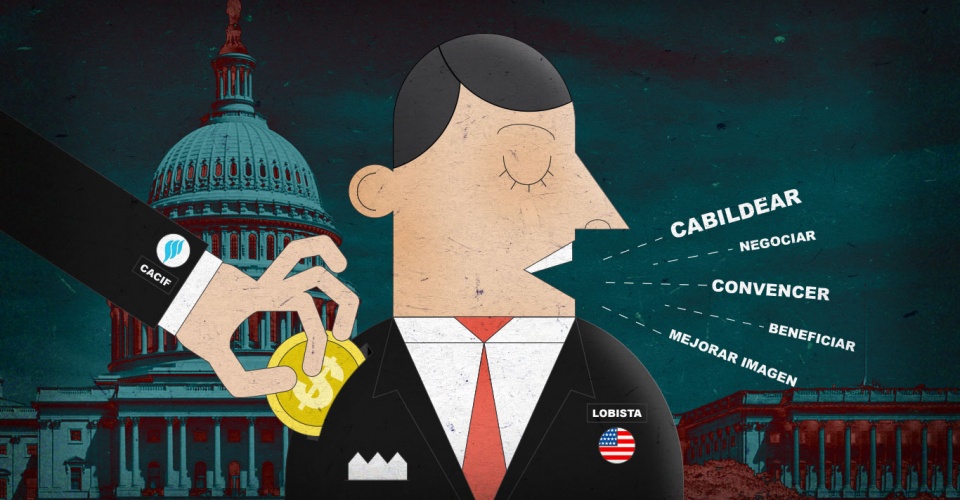 CACIF
$
CABILDEAR
NEGOCIAR
CONVENCER
BENEFICIAR
MEJORAR IMAGEN
LOBISTA